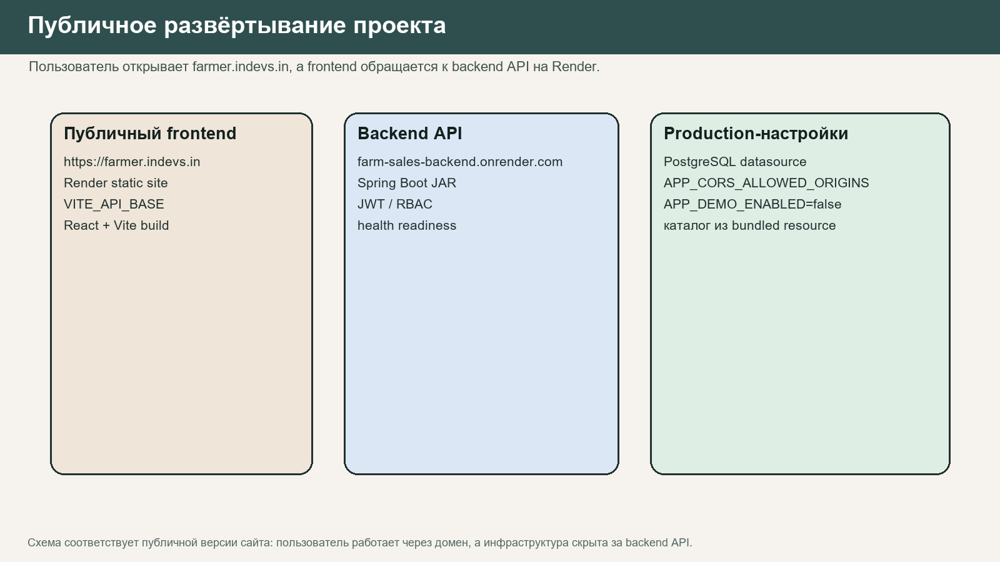 Публичное развёртывание проекта
Пользователь открывает farmer.indevs.in, а frontend обращается к backend API на Render.
Публичный frontend
https://farmer.indevs.in
Render static site
VITE_API_BASE
React + Vite build
Backend API
farm-sales-backend.onrender.com
Spring Boot JAR
JWT / RBAC
health readiness
Production-настройки
PostgreSQL datasource
APP_CORS_ALLOWED_ORIGINS
APP_DEMO_ENABLED=false
каталог из bundled resource
Схема соответствует публичной версии сайта: пользователь работает через домен, а инфраструктура скрыта за backend API.